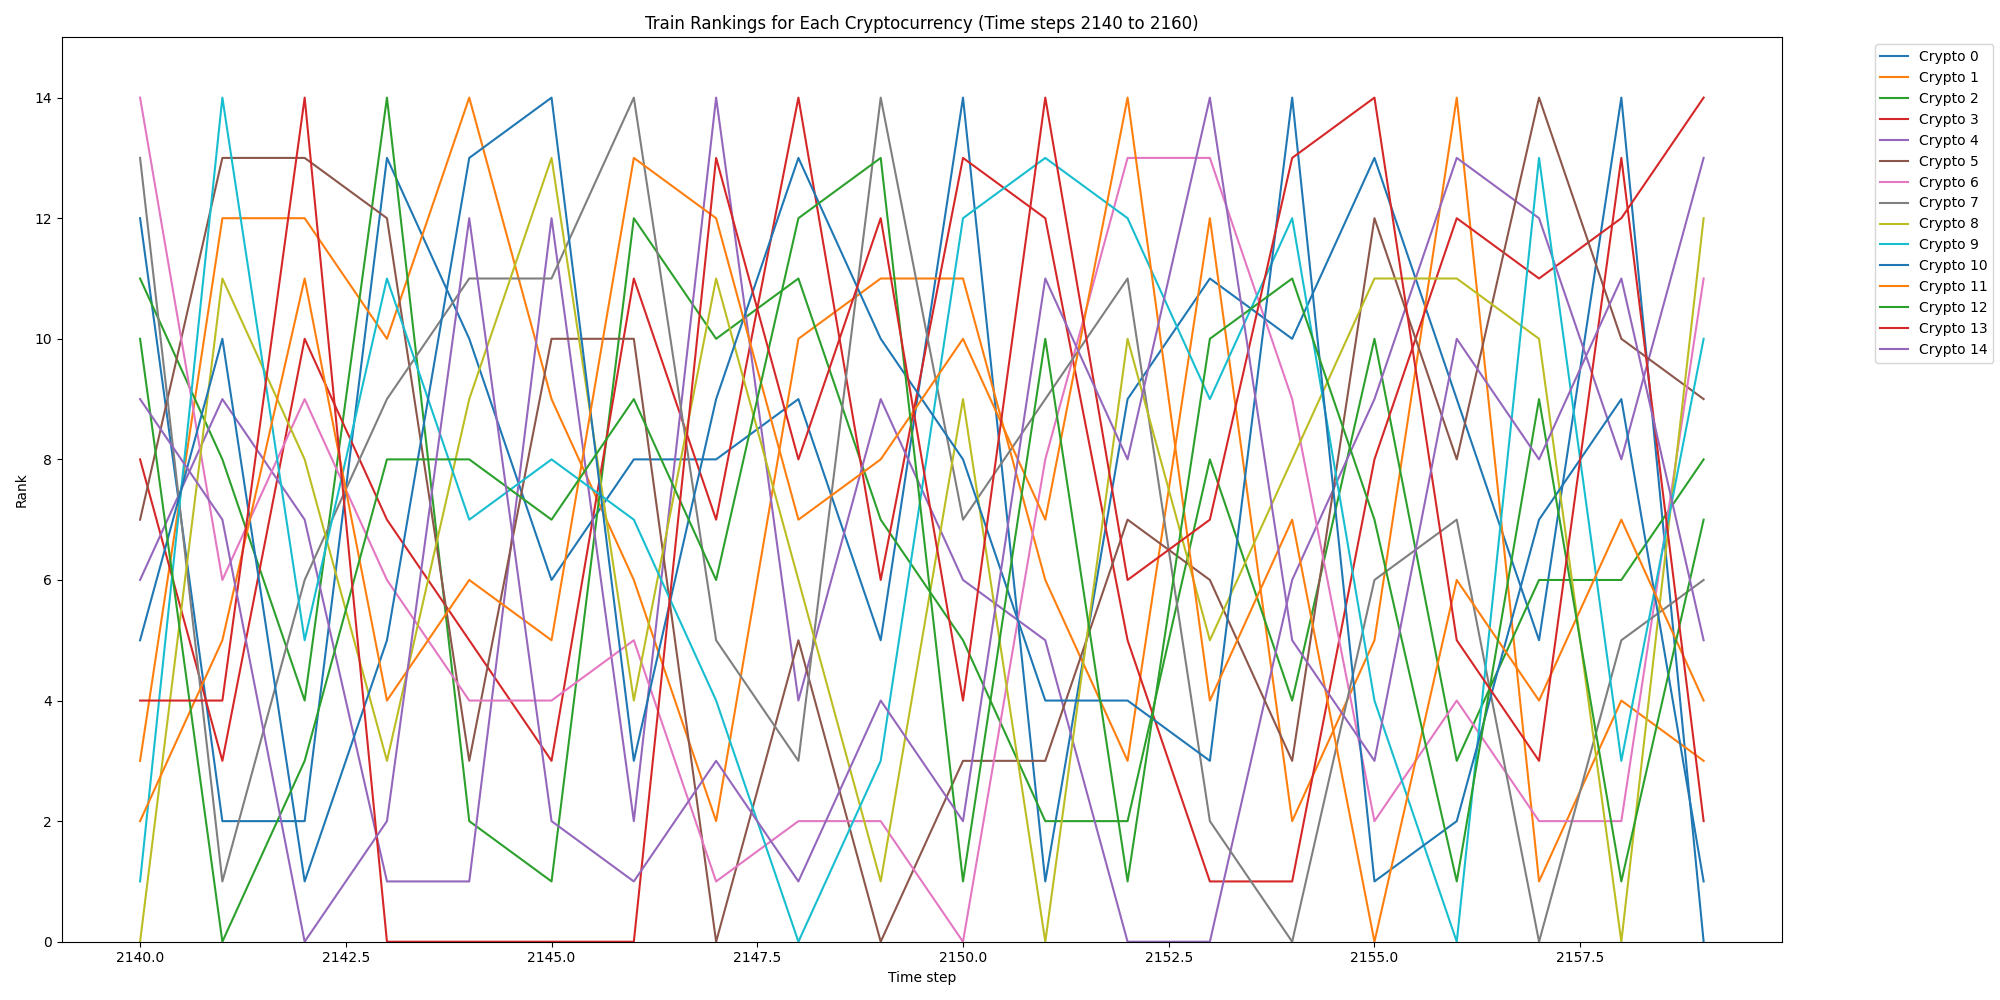 Train Rankings for Each Cryptocurrency (Time steps 2140 to 2160)
14
12
10
8
6
4
2
0
Rank
2140.0
2142.5
2145.0
2147.5
2150.0
2152.5
2155.0
2157.5
Time step
Crypto 0
Crypto 1
Crypto 2
Crypto 3
Crypto 4
Crypto 5
Crypto 6
Crypto 7
Crypto 8
Crypto 9
Crypto 10
Crypto 11
Crypto 12
Crypto 13
Crypto 14